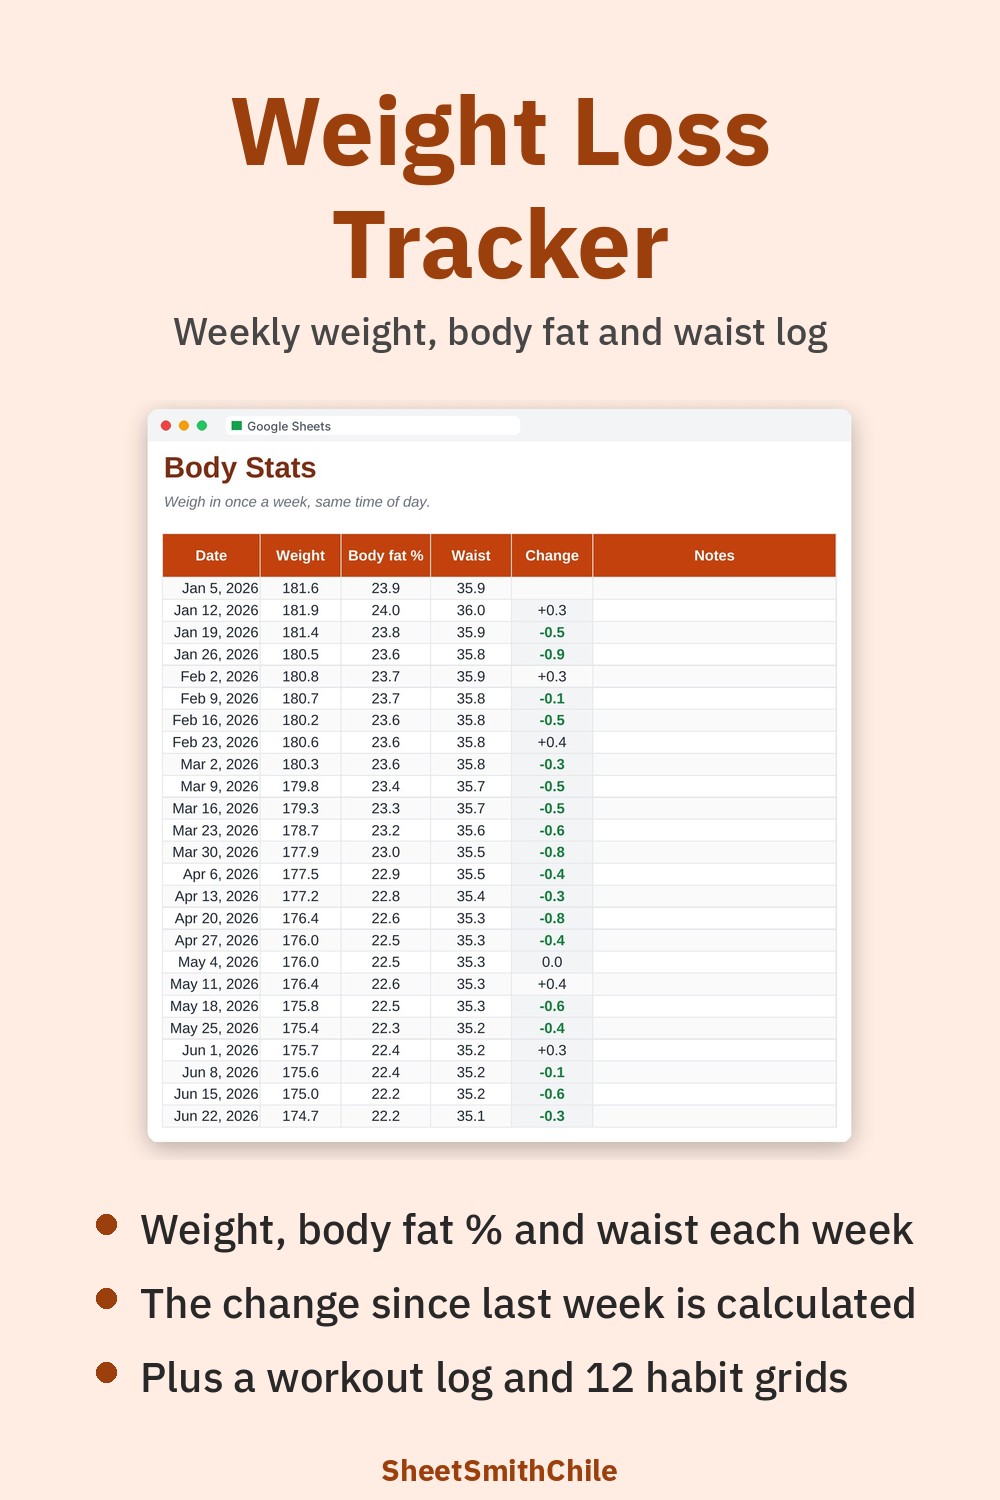 Weight Loss
Tracker
Weekly weight, body fat and waist log
Google Sheets
Body Stats
Weigh in once a week, same time of day.
Date Weight Body fat % Waist Change Notes
Jan 5, 2026 181.6 23.9 35.9
Jan 12, 2026 181.9 24.0 36.0 +0.3
Jan 19, 2026 181.4 23.8 35.9 -0.5
Jan 26, 2026 180.5 23.6 35.8 -0.9
Feb 2, 2026 180.8 23.7 35.9 +0.3
Feb 9, 2026 180.7 23.7 35.8 -0.1
Feb 16, 2026 180.2 23.6 35.8 -0.5
Feb 23, 2026 180.6 23.6 35.8 +0.4
Mar 2, 2026 180.3 23.6 35.8 -0.3
Mar 9, 2026 179.8 23.4 35.7 -0.5
Mar 16, 2026 179.3 23.3 35.7 -0.5
Mar 23, 2026 178.7 23.2 35.6 -0.6
Mar 30, 2026 177.9 23.0 35.5 -0.8
Apr 6, 2026 177.5 22.9 35.5 -0.4
Apr 13, 2026 177.2 22.8 35.4 -0.3
Apr 20, 2026 176.4 22.6 35.3 -0.8
Apr 27, 2026 176.0 22.5 35.3 -0.4
May 4, 2026 176.0 22.5 35.3 0.0
May 11, 2026 176.4 22.6 35.3 +0.4
May 18, 2026 175.8 22.5 35.3 -0.6
May 25, 2026 175.4 22.3 35.2 -0.4
Jun 1, 2026 175.7 22.4 35.2 +0.3
Jun 8, 2026 175.6 22.4 35.2 -0.1
Jun 15, 2026 175.0 22.2 35.2 -0.6
Jun 22, 2026 174.7 22.2 35.1 -0.3
Weight, body fat % and waist each week
The change since last week is calculated
Plus a workout log and 12 habit grids
SheetSmithChile